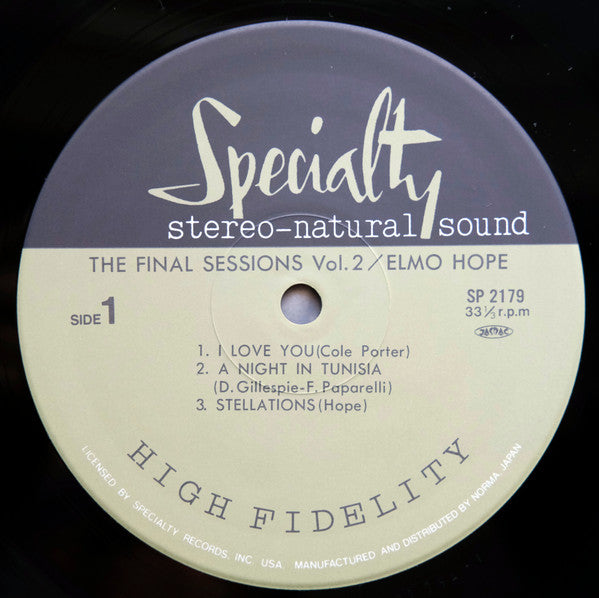 Specialty
stereo-natural sound
THE FINAL SESSIONS Vol.2/ELMO HOPE
SIDE 1
SP 2179
33⅓ r.p.m
1. I LOVE YOU(Cole Porter)
2. A NIGHT IN TUNISIA
(D.Gillespie-F.Paparelli)
3. STELLATIONS(Hope)
HIGH FIDELITY
LICENSED BY SPECIALTY RECORDS, INC. USA. MANUFACTURED AND DISTRIBUTED BY NORMA, JAPAN